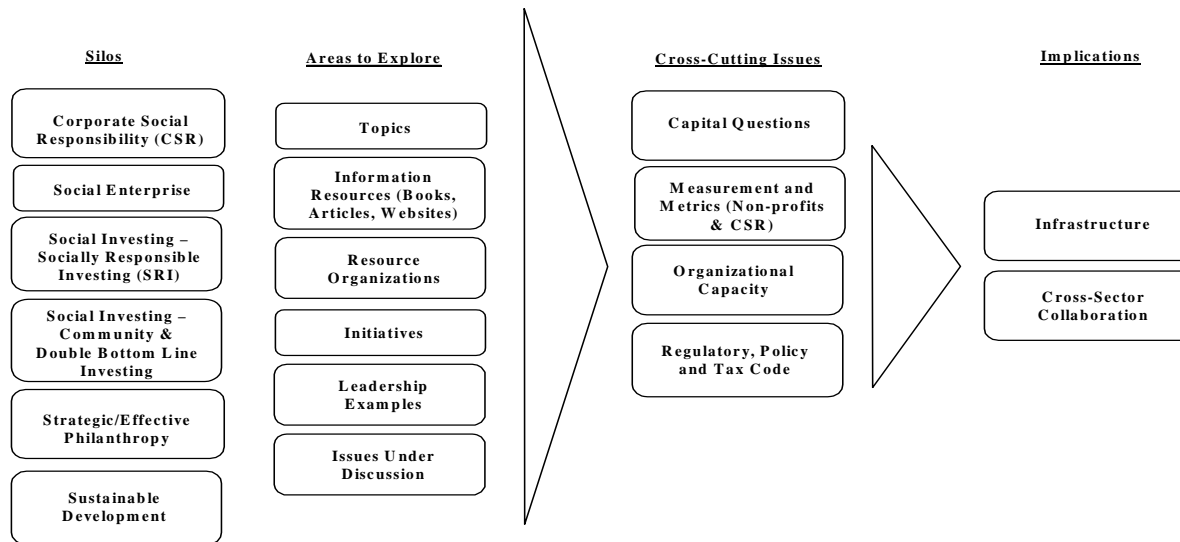 Silos
Corporate Social
Responsibility (CSR)
Social Enterprise
Social Investing –
Socially Responsible
Investing (SRI)
Social Investing –
Community &
Double Bottom Line
Investing
Strategic/Effective
Philanthropy
Sustainable
Development
Areas to Explore
Topics
Information
Resources (Books,
Articles, Websites)
Resource
Organizations
Initiatives
Leadership
Examples
Issues Under
Discussion
Cross-Cutting Issues
Capital Questions
Measurement and
Metrics (Non-profits
& CSR)
Organizational
Capacity
Regulatory, Policy
and Tax Code
Implications
Infrastructure
Cross-Sector
Collaboration